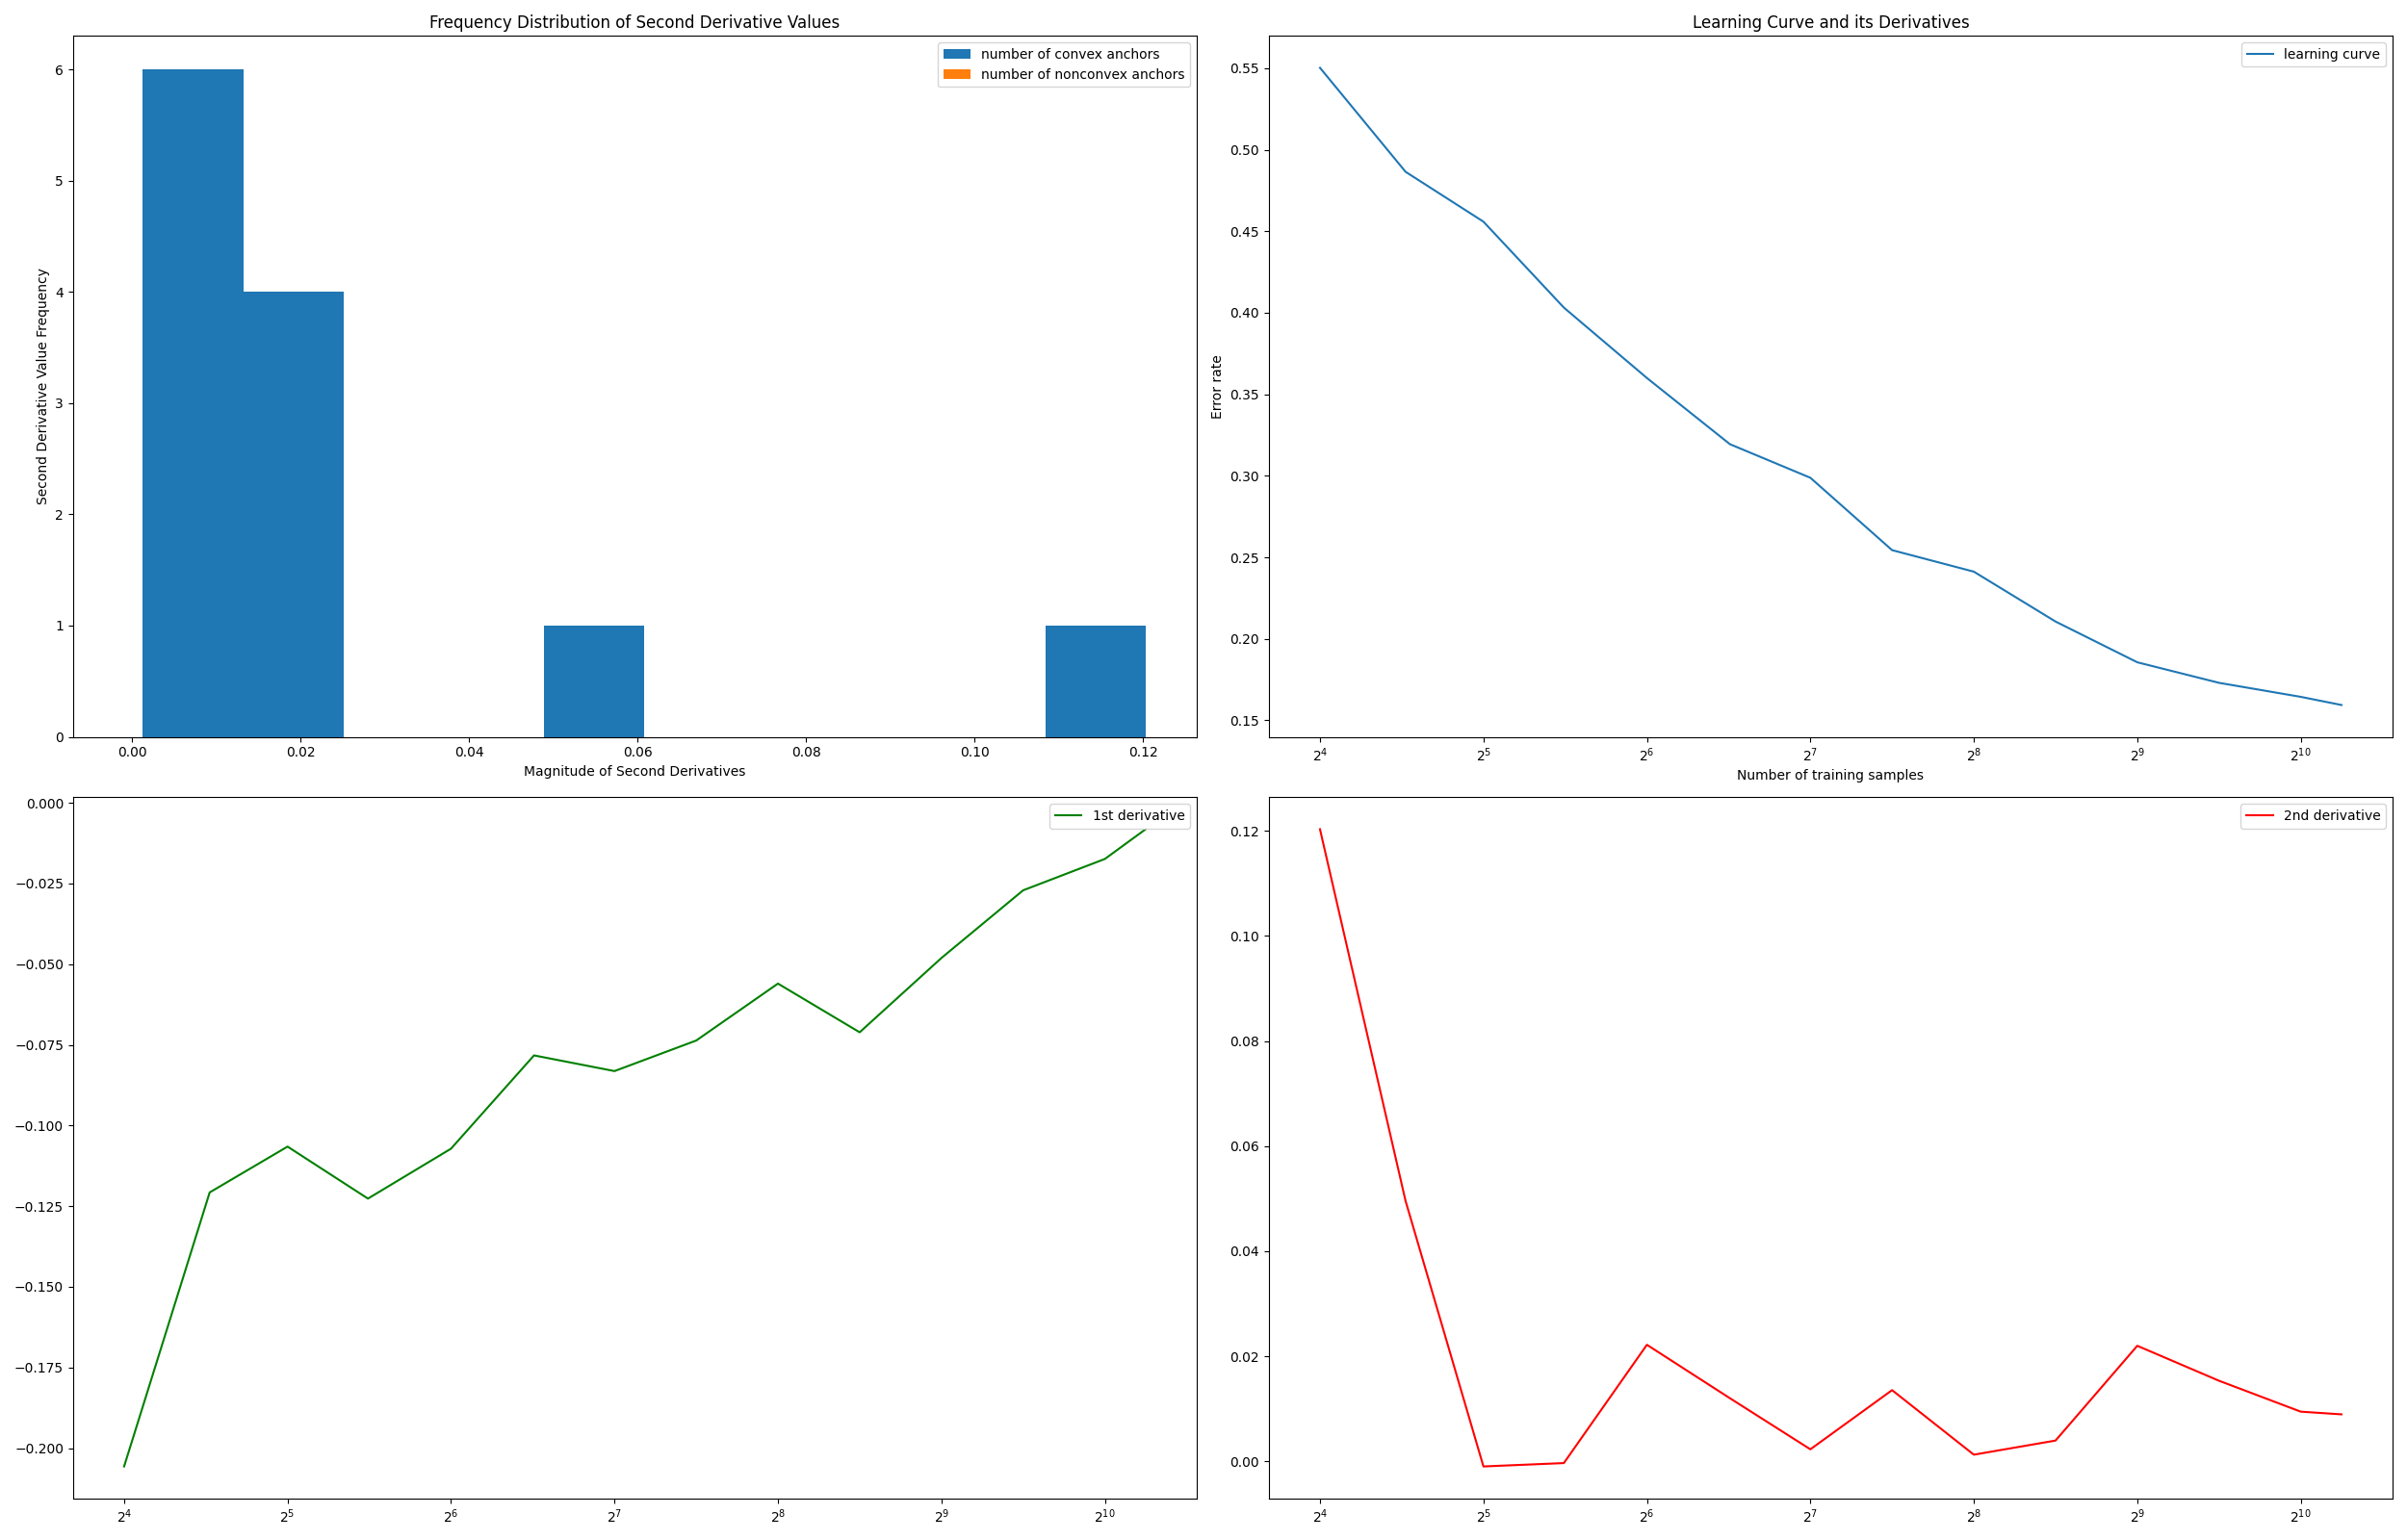 Frequency Distribution of Second Derivative Values
number of convex anchors
number of nonconvex anchors
6
5
4
3
2
1
0
Second Derivative Value Frequency
0.00 0.02 0.04 0.06 0.08 0.10 0.12
Magnitude of Second Derivatives
Learning Curve and its Derivatives
learning curve
0.55
0.50
0.45
0.40
0.35
0.30
0.25
0.20
0.15
Error rate
2⁴ 2⁵ 2⁶ 2⁷ 2⁸ 2⁹ 2¹⁰
Number of training samples
1st derivative
0.000
−0.025
−0.050
−0.075
−0.100
−0.125
−0.150
−0.175
−0.200
2⁴ 2⁵ 2⁶ 2⁷ 2⁸ 2⁹ 2¹⁰
2nd derivative
0.12
0.10
0.08
0.06
0.04
0.02
0.00
2⁴ 2⁵ 2⁶ 2⁷ 2⁸ 2⁹ 2¹⁰